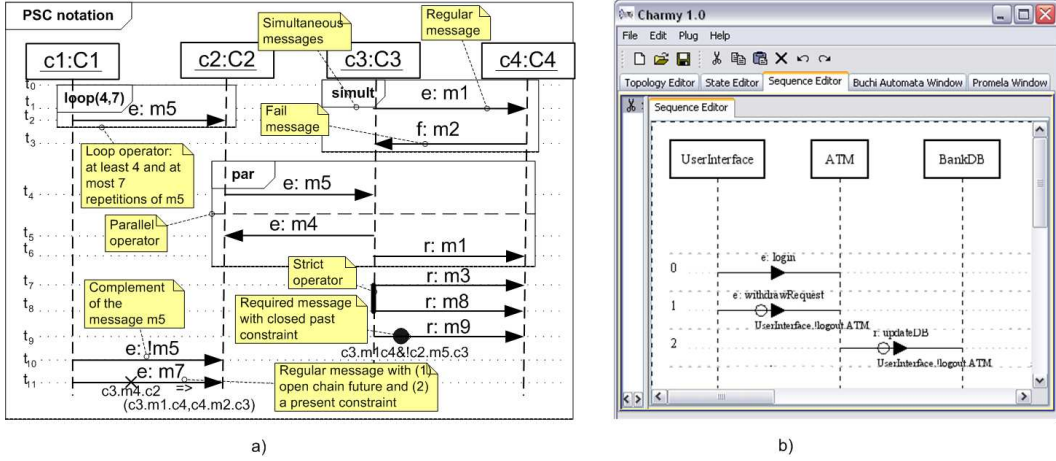 PSC notation
c1:C1
c2:C2
c3:C3
c4:C4
Simultaneous
messages
Regular
message
t0
t1
t2
t3
loop(4,7)
e: m5
simult
e: m1
Fail
message
f: m2
Loop operator:
at least 4 and at
most 7
repetitions of m5
par
t4
e: m5
Parallel
operator
t5
e: m4
t6
r: m1
Strict
operator
t7
r: m3
Complement
of the
message m5
Required message
with closed past
constraint
t8
r: m8
t9
r: m9
c3.m1c4&!c2.m5.c3
t10
e: !m5
t11
e: m7
c3.m4.c2
=>
(c3.m1.c4,c4.m2.c3)
Regular message with (1)
open chain future and (2)
a present constraint
a)
Charmy 1.0
File Edit Plug Help
Topology Editor State Editor Sequence Editor Buchi Automata Window Promela Window
Sequence Editor
UserInterface
ATM
BankDB
e: login
0
e: withdrawRequest
1
UserInterface.!logout.ATM
r: updateDB
2
UserInterface.!logout.ATM
b)